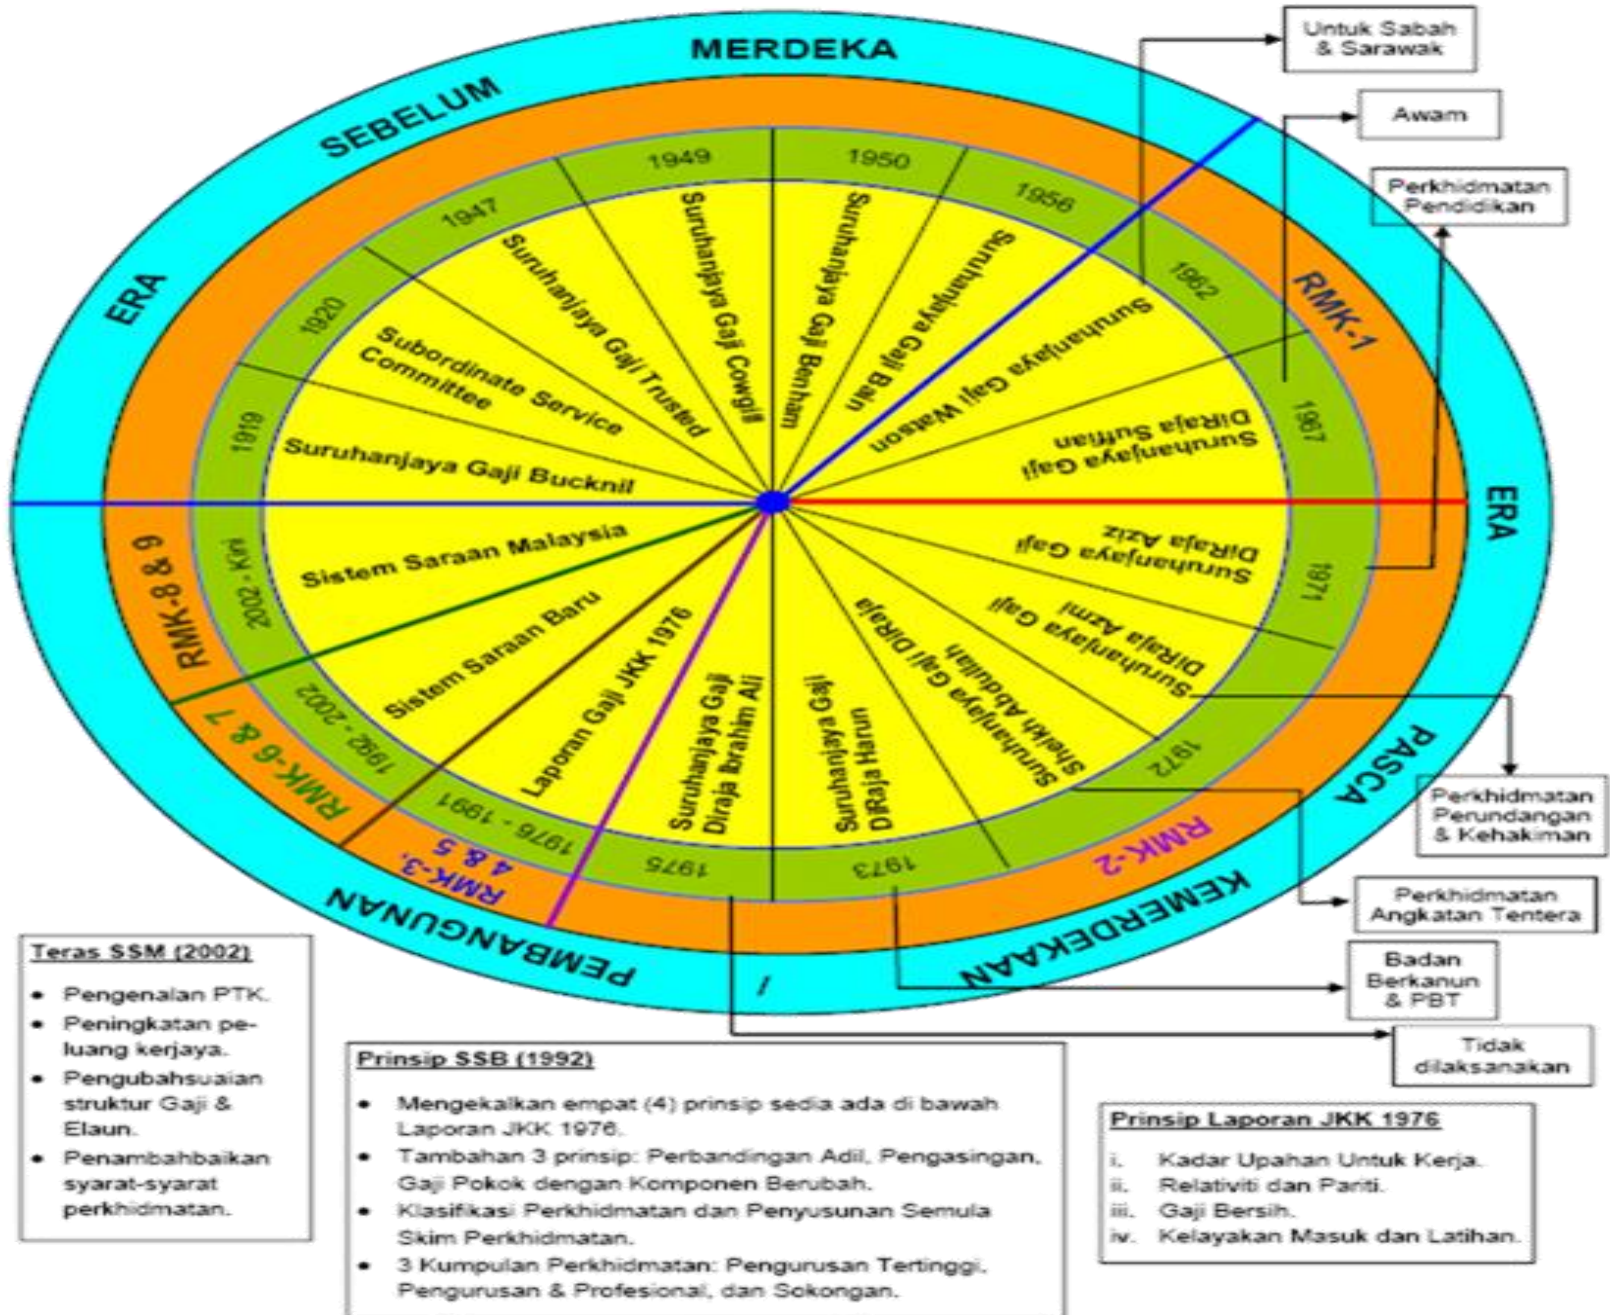 ERA SEBELUM MERDEKA
ERA PASCA KEMERDEKAAN / PEMBANGUNAN
RMK-1
RMK-2
RMK-3,
4 & 5
RMK-6 & 7
RMK-8 & 9
1919
Suruhanjaya Gaji Bucknil
1920
Subordinate Service
Committee
1947
Suruhanjaya Gaji Trusted
1949
Suruhanjaya Gaji Cowgill
1950
Suruhanjaya Gaji Benham
1956
Suruhanjaya Gaji Bain
1962
Suruhanjaya Gaji Watson
1967
Suruhanjaya Gaji
DiRaja Suffian
1971
Suruhanjaya Gaji
DiRaja Aziz
1972
Suruhanjaya Gaji
DiRaja Azmi
Suruhanjaya Gaji DiRaja
Sheikh Abdullah
1973
Suruhanjaya Gaji
DiRaja Harun
1975
Suruhanjaya Gaji
Diraja Ibrahim Ali
1976 - 1991
Laporan Gaji JKK 1976
1992 - 2002
Sistem Saraan Baru
2002 - Kini
Sistem Saraan Malaysia
Untuk Sabah
& Sarawak
Awam
Perkhidmatan
Pendidikan
Perkhidmatan
Perundangan
& Kehakiman
Perkhidmatan
Angkatan Tentera
Badan
Berkanun
& PBT
Tidak
dilaksanakan
Teras SSM (2002)
• Pengenalan PTK.
• Peningkatan pe-
luang kerjaya.
• Pengubahsuaian
struktur Gaji &
Elaun.
• Penambahbaikan
syarat-syarat
perkhidmatan.
Prinsip SSB (1992)
• Mengekalkan empat (4) prinsip sedia ada di bawah
Laporan JKK 1976.
• Tambahan 3 prinsip: Perbandingan Adil, Pengasingan,
Gaji Pokok dengan Komponen Berubah.
• Klasifikasi Perkhidmatan dan Penyusunan Semula
Skim Perkhidmatan.
• 3 Kumpulan Perkhidmatan: Pengurusan Tertinggi,
Pengurusan & Profesional, dan Sokongan.
Prinsip Laporan JKK 1976
i. Kadar Upahan Untuk Kerja.
ii. Relativiti dan Pariti.
iii. Gaji Bersih.
iv. Kelayakan Masuk dan Latihan.